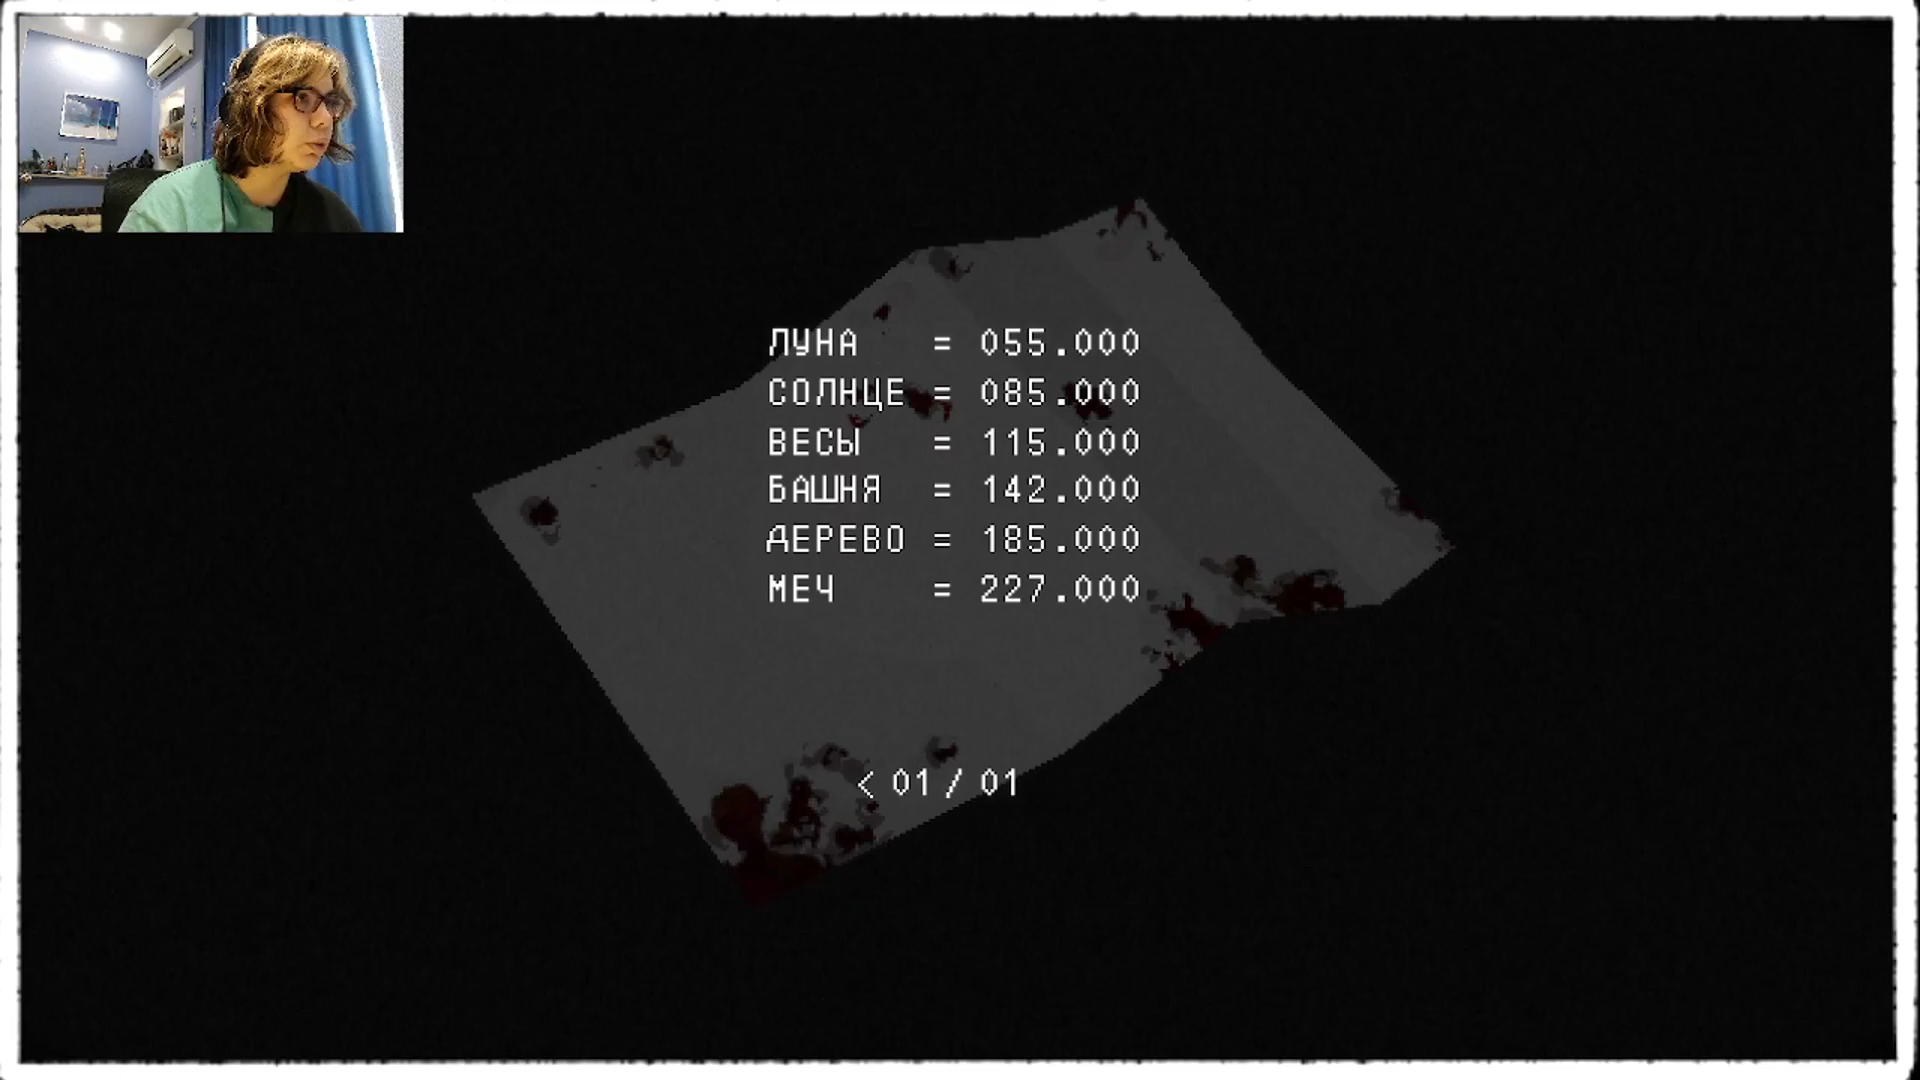 ЛУНА = 055.000
СОЛНЦЕ = 085.000
ВЕСЫ = 115.000
БАШНЯ = 142.000
ДЕРЕВО = 185.000
МЕЧ = 227.000
< 01 / 01